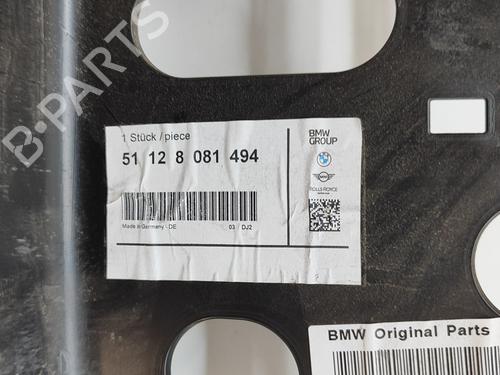 B-PARTS
1 Stück / piece
BMW
GROUP
51 12 8 081 494
ROLLS-ROYCE
Made in Germany - DE
03 / DJ2
BMW Original Parts